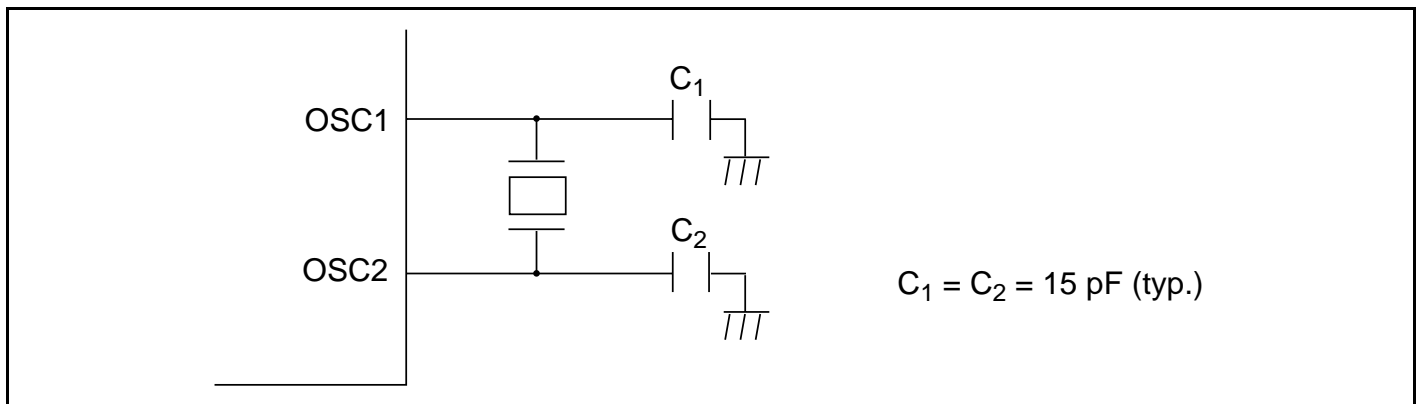 C₁
OSC1
C₂
OSC2
C₁ = C₂ = 15 pF (typ.)